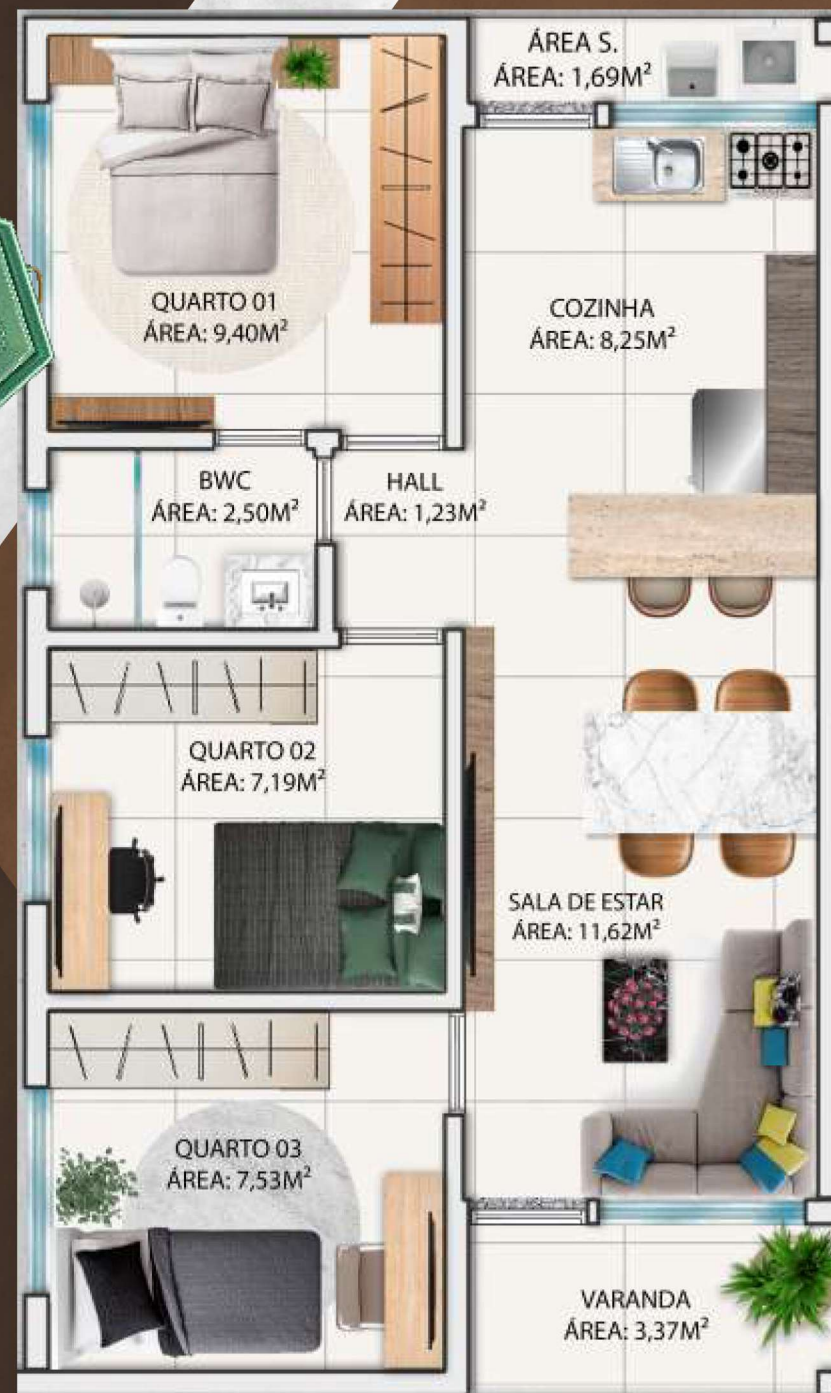 ÁREA S.
ÁREA: 1,69M²
QUARTO 01
ÁREA: 9,40M²
COZINHA
ÁREA: 8,25M²
BWC
ÁREA: 2,50M²
HALL
ÁREA: 1,23M²
QUARTO 02
ÁREA: 7,19M²
SALA DE ESTAR
ÁREA: 11,62M²
QUARTO 03
ÁREA: 7,53M²
VARANDA
ÁREA: 3,37M²